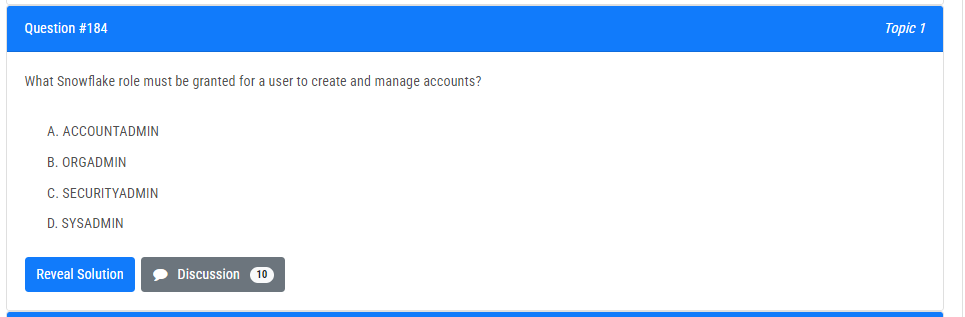 Question #184
Topic 1
What Snowflake role must be granted for a user to create and manage accounts?
A. ACCOUNTADMIN
B. ORGADMIN
C. SECURITYADMIN
D. SYSADMIN
Reveal Solution
Discussion 10